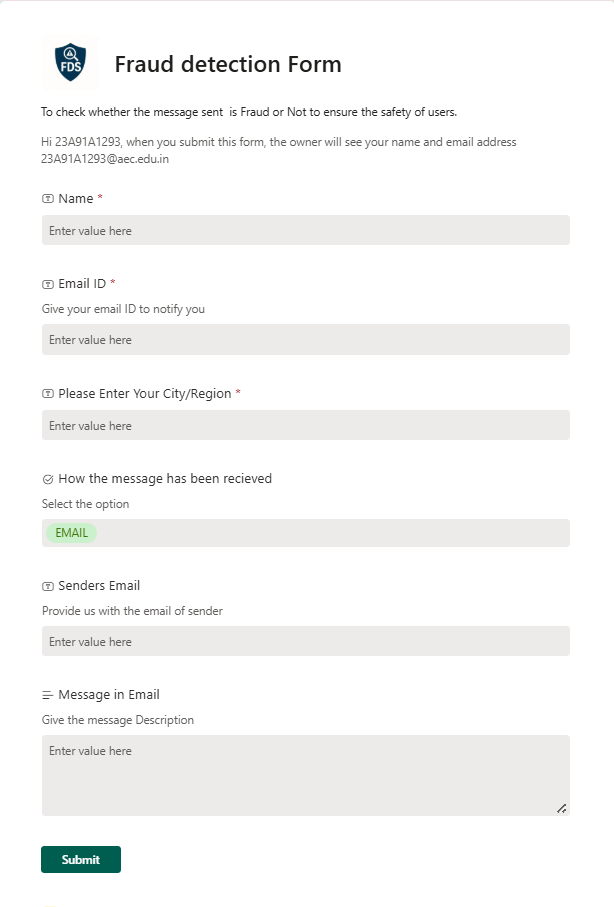 FDS
Fraud detection Form
To check whether the message sent  is Fraud or Not to ensure the safety of users.
Hi 23A91A1293, when you submit this form, the owner will see your name and email address
23A91A1293@aec.edu.in
Name *
Enter value here
Email ID *
Give your email ID to notify you
Enter value here
Please Enter Your City/Region *
Enter value here
How the message has been recieved
Select the option
EMAIL
Senders Email
Provide us with the email of sender
Enter value here
Message in Email
Give the message Description
Enter value here
Submit